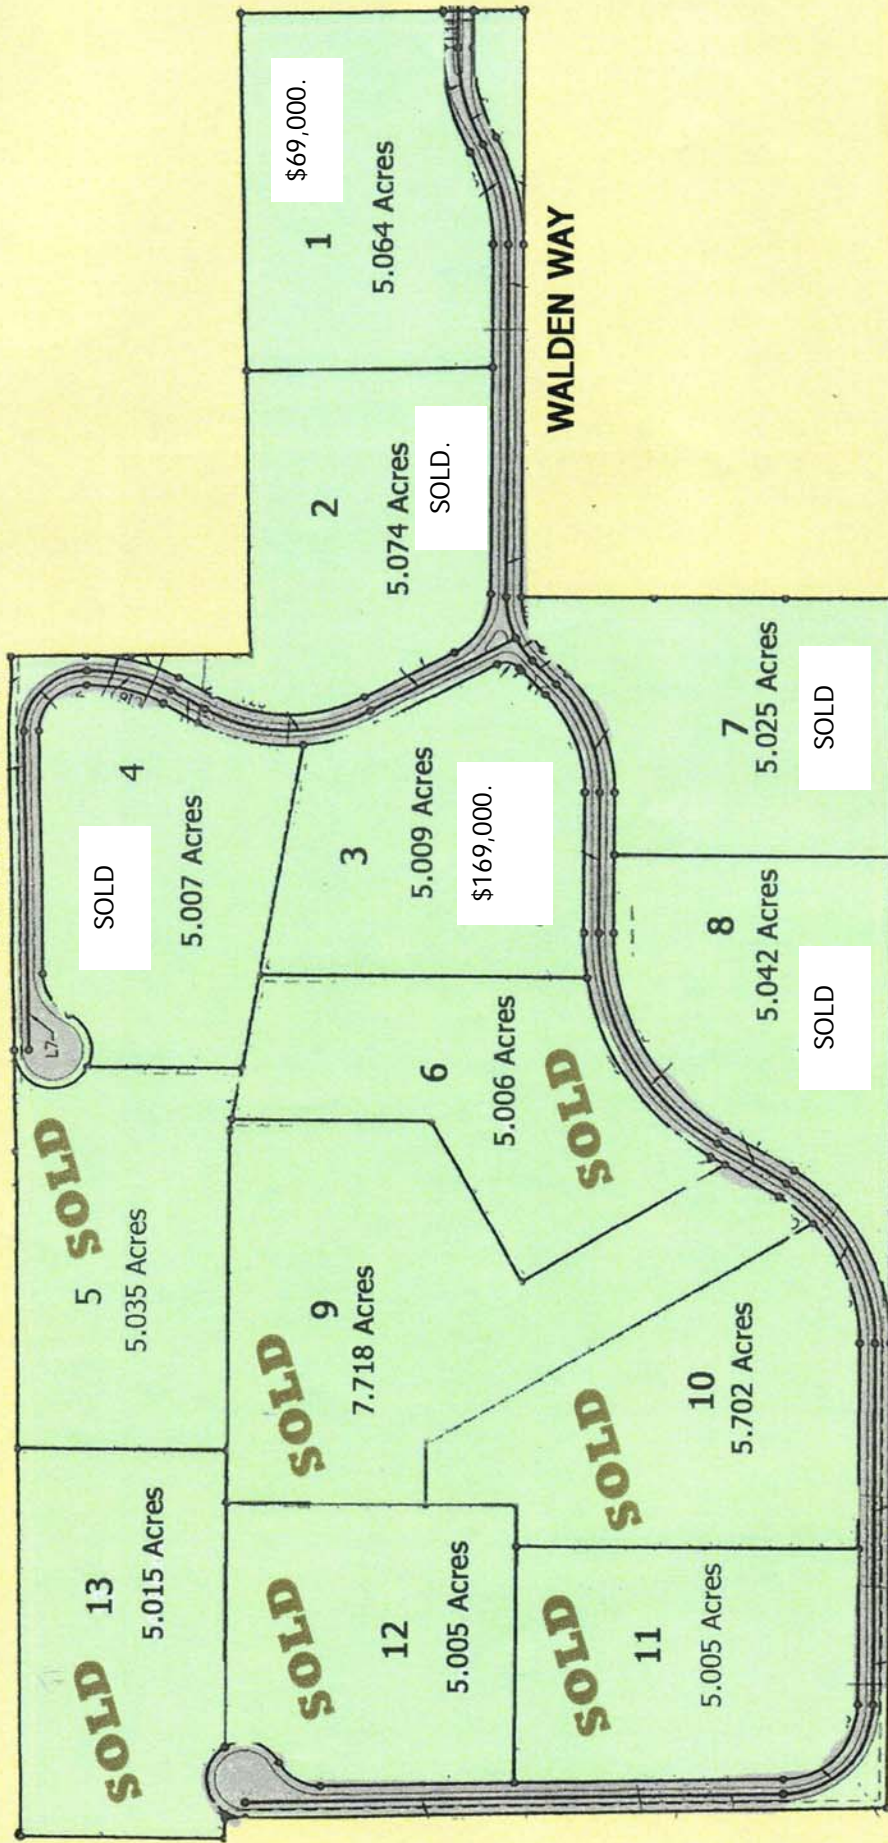 13
5.015 Acres
SOLD
5
5.035 Acres
SOLD
L7
4
5.007 Acres
SOLD
12
5.005 Acres
SOLD
9
7.718 Acres
SOLD
6
5.006 Acres
SOLD
3
5.009 Acres
$169,000.
2
5.074 Acres
SOLD.
1
5.064 Acres
$69,000.
11
5.005 Acres
SOLD
10
5.702 Acres
SOLD
8
5.042 Acres
SOLD
7
5.025 Acres
SOLD
WALDEN WAY